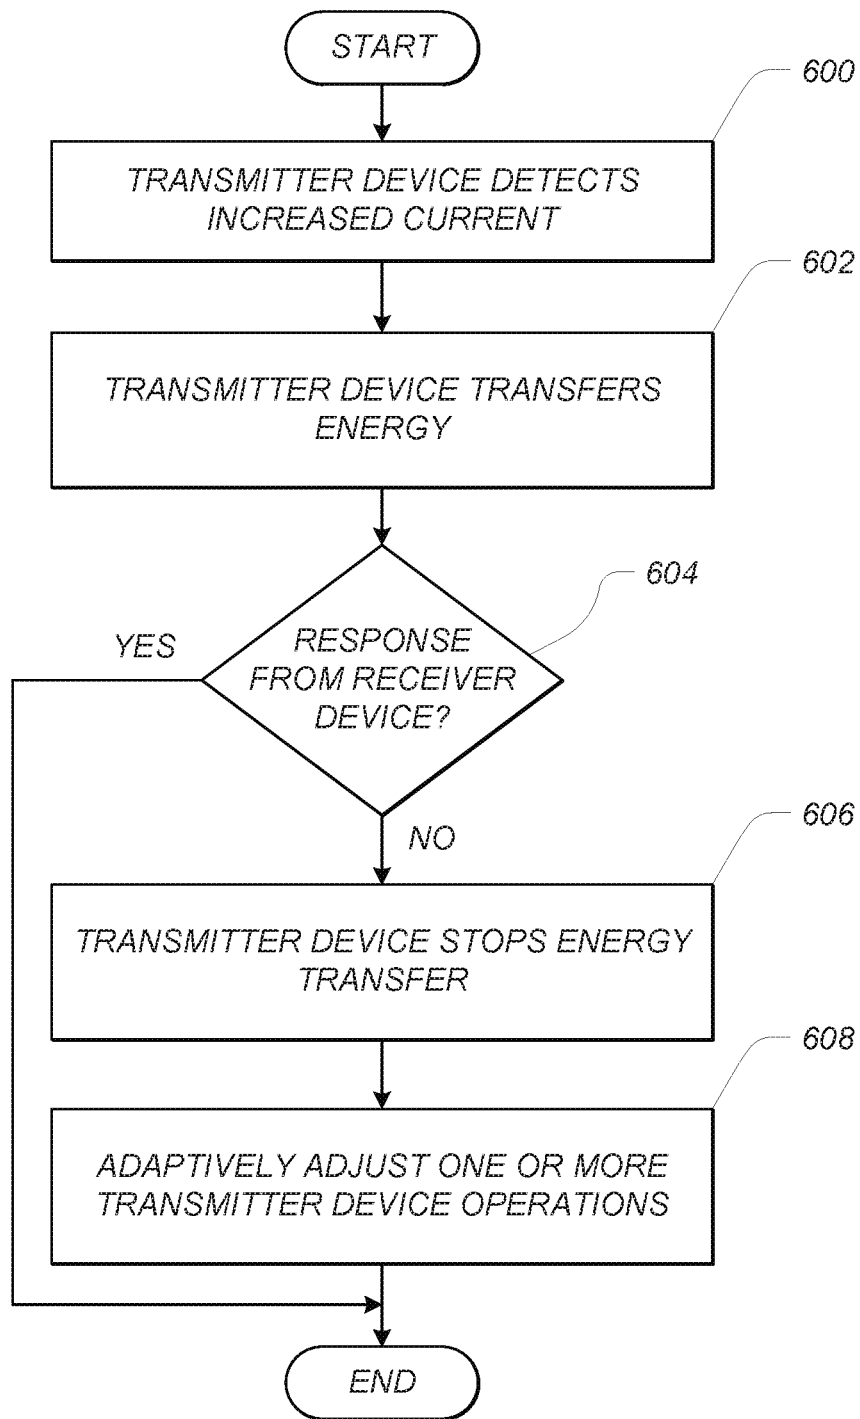 START
600
TRANSMITTER DEVICE DETECTS
INCREASED CURRENT
602
TRANSMITTER DEVICE TRANSFERS
ENERGY
604
YES
RESPONSE
FROM RECEIVER
DEVICE?
NO
606
TRANSMITTER DEVICE STOPS ENERGY
TRANSFER
608
ADAPTIVELY ADJUST ONE OR MORE
TRANSMITTER DEVICE OPERATIONS
END